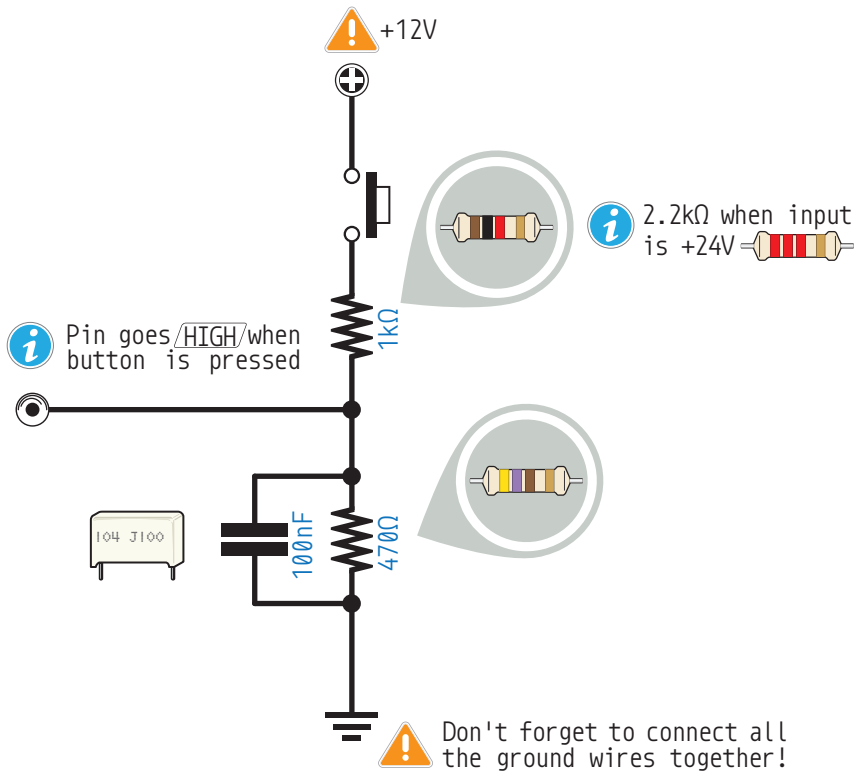 +12V
2.2kΩ when input
is +24V
1kΩ
Pin goes HIGH when
button is pressed
104 J100
100nF
470Ω
Don't forget to connect all
the ground wires together!